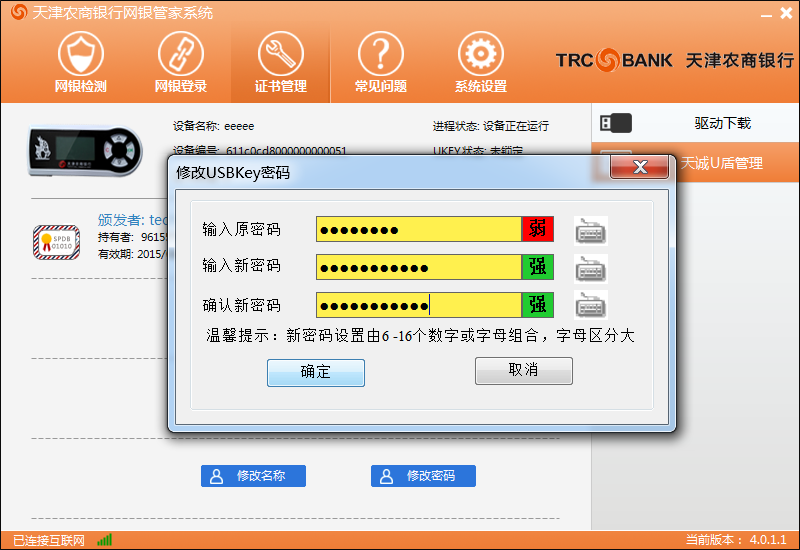 天津农商银行网银管家系统
网银检测 网银登录 证书管理 常见问题 系统设置
TRC BANK 天津农商银行
设备名称: eeeee 进程状态: 设备正在运行
设备编号: 611c0cd8000000000051 UKEY状态: 未锁定
驱动下载
天诚U盾管理
颁发者: tec
持有者: 9615
有效期: 2015/
SPDB
01010
修改USBKey密码
输入原密码 ●●●●●●●● 弱
输入新密码 ●●●●●●●●●●● 强
确认新密码 ●●●●●●●●●●● 强
温馨提示：新密码设置由6 -16个数字或字母组合，字母区分大
确定 取消
修改名称 修改密码
已连接互联网 当前版本： 4.0.1.1